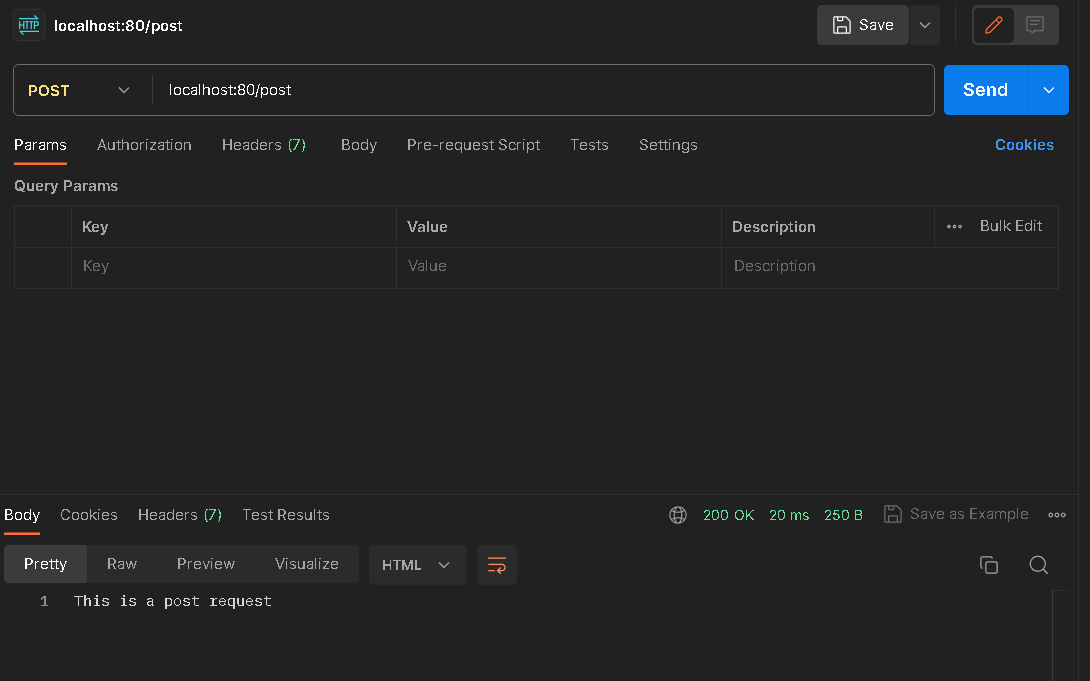 HTTP localhost:80/post Save
POST localhost:80/post Send
Params Authorization Headers (7) Body Pre-request Script Tests Settings Cookies
Query Params
Key Value Description Bulk Edit
Key Value Description
Body Cookies Headers (7) Test Results 200 OK 20 ms 250 B Save as Example
Pretty Raw Preview Visualize HTML
1 This is a post request